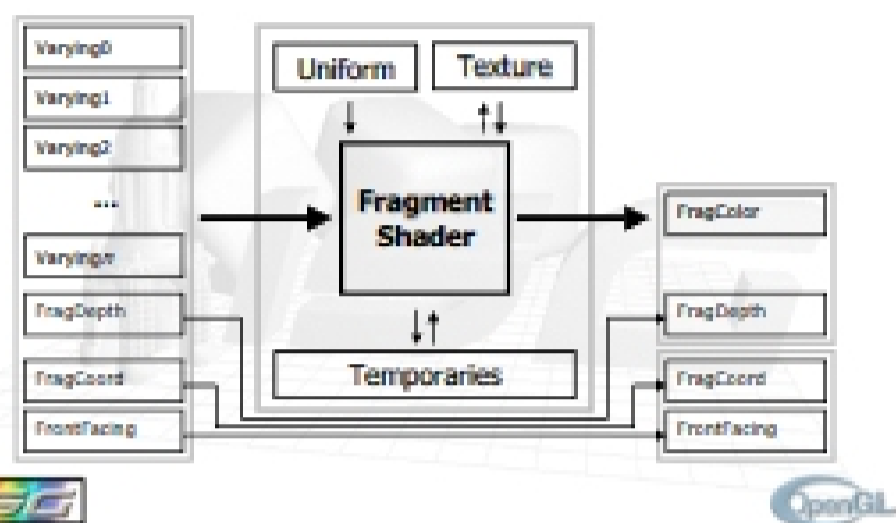 Varying0
Varying1
Varying2
...
Varyingn
FragDepth
FragCoord
FrontFacing
Uniform
Texture
Fragment
Shader
Temporaries
FragColor
FragDepth
FragCoord
FrontFacing
OpenGL